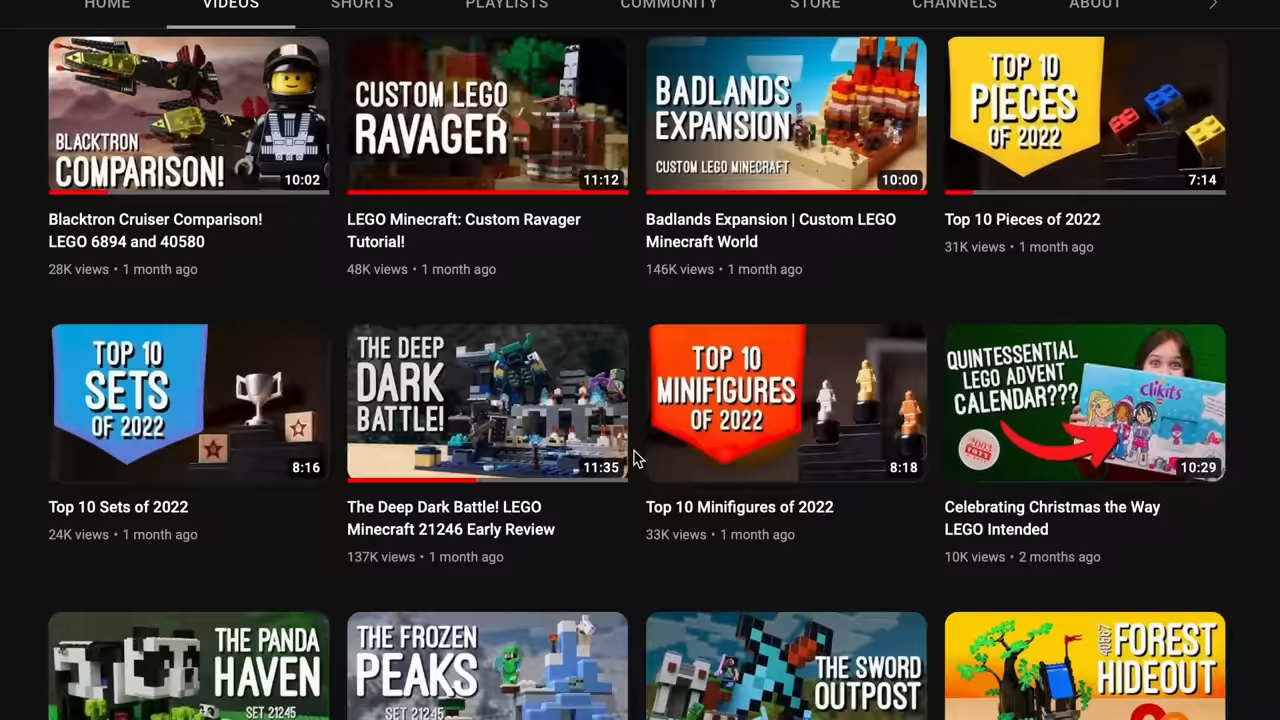 HOME VIDEOS SHORTS PLAYLISTS COMMUNITY STORE CHANNELS ABOUT
BLACKTRON
COMPARISON!
10:02
CUSTOM LEGO
RAVAGER
11:12
BADLANDS
EXPANSION
CUSTOM LEGO MINECRAFT
10:00
TOP 10
PIECES
OF 2022
7:14
Blacktron Cruiser Comparison!
LEGO 6894 and 40580
28K views • 1 month ago
LEGO Minecraft: Custom Ravager
Tutorial!
48K views • 1 month ago
Badlands Expansion | Custom LEGO
Minecraft World
146K views • 1 month ago
Top 10 Pieces of 2022
31K views • 1 month ago
TOP 10
SETS
OF 2022
8:16
THE DEEP
DARK
BATTLE!
11:35
TOP 10
MINIFIGURES
OF 2022
8:18
QUINTESSENTIAL
LEGO ADVENT
CALENDAR???
Clikits
10:29
Top 10 Sets of 2022
24K views • 1 month ago
The Deep Dark Battle! LEGO
Minecraft 21246 Early Review
137K views • 1 month ago
Top 10 Minifigures of 2022
33K views • 1 month ago
Celebrating Christmas the Way
LEGO Intended
10K views • 2 months ago
THE PANDA
HAVEN
SET 21245
THE FROZEN
PEAKS
THE SWORD
OUTPOST
FOREST
HIDEOUT